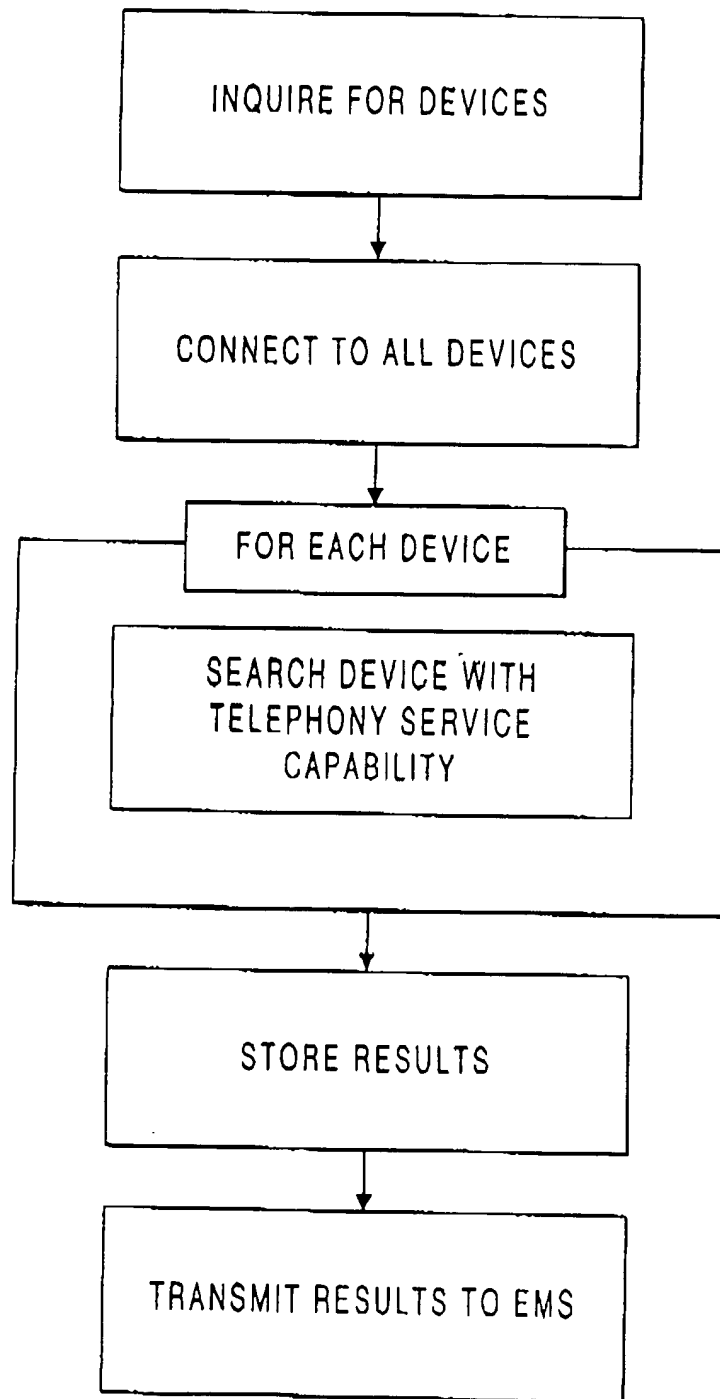 INQUIRE FOR DEVICES
CONNECT TO ALL DEVICES
FOR EACH DEVICE
SEARCH DEVICE WITH
TELEPHONY SERVICE
CAPABILITY
STORE RESULTS
TRANSMIT RESULTS TO EMS